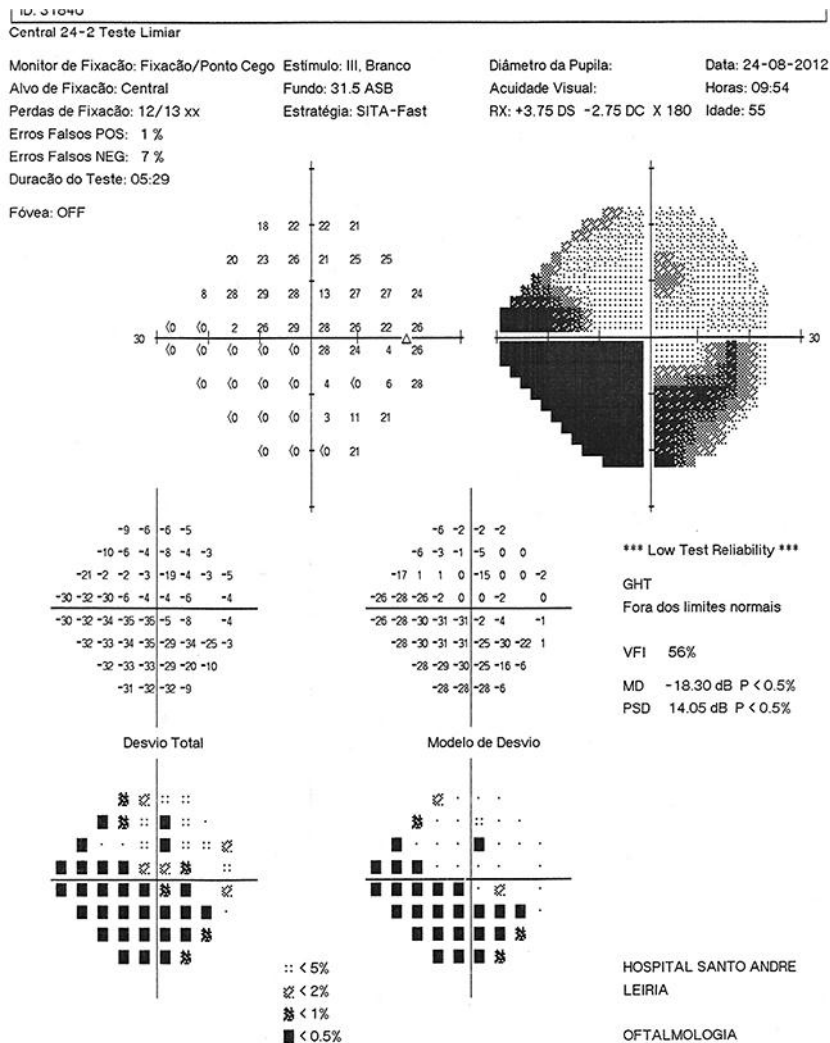 ID: 31840
Central 24-2 Teste Limiar
Monitor de Fixacão: Fixacão/Ponto Cego Estímulo: III, Branco Diâmetro da Pupila: Data: 24-08-2012
Alvo de Fixacão: Central Fundo: 31.5 ASB Acuidade Visual: Horas: 09:54
Perdas de Fixacão: 12/13 xx Estratégia: SITA-Fast RX: +3.75 DS -2.75 DC X 180 Idade: 55
Erros Falsos POS: 1 %
Erros Falsos NEG: 7 %
Duracão do Teste: 05:29
Fóvea: OFF
18 22 22 21
20 23 26 21 25 25
8 28 29 28 13 27 27 24
<0 <0 2 26 29 28 26 22 26
30 30
<0 <0 <0 <0 <0 28 24 4 26
<0 <0 <0 <0 4 <0 6 28
<0 <0 <0 3 11 21
<0 <0 <0 21
-9 -6 -6 -5 -6 -2 -2 -2
-10 -6 -4 -8 -4 -3 -6 -3 -1 -5 0 0
-21 -2 -2 -3 -19 -4 -3 -5 -17 1 1 0 -15 0 0 -2
-30 -32 -30 -6 -4 -4 -6 -4 -26 -28 -26 -2 0 0 -2 0
-30 -32 -34 -35 -35 -5 -8 -4 -26 -28 -30 -31 -31 -2 -4 -1
-32 -33 -34 -35 -29 -34 -25 -3 -28 -30 -31 -31 -25 -30 -22 1
-32 -33 -33 -29 -20 -10 -28 -29 -30 -25 -16 -6
-31 -32 -32 -9 -28 -28 -28 -6
*** Low Test Reliability ***
GHT
Fora dos limites normais
VFI 56%
MD -18.30 dB P < 0.5%
PSD 14.05 dB P < 0.5%
Desvio Total Modelo de Desvio
< 5%
< 2%
< 1%
< 0.5%
HOSPITAL SANTO ANDRE
LEIRIA
OFTALMOLOGIA